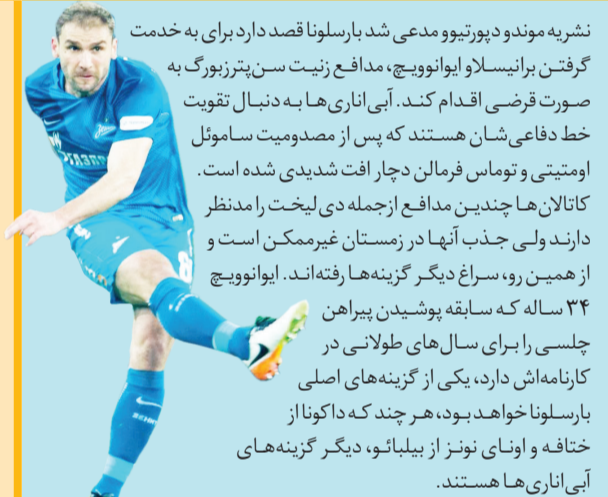 نشریه موندو دپورتیوو مدعی شد بارسلونا قصد دارد برای به خدمت
گرفتن برانیسلاو ایوانوویچ، مدافع زنیت سن‌پترزبورگ به
صورت قرضی اقدام کند. آبی‌اناری‌ها به دنبال تقویت
خط دفاعی‌شان هستند که پس از مصدومیت ساموئل
اومتیتی و توماس فرمالن دچار افت شدیدی شده است.
کاتالان‌ها چندین مدافع ازجمله دی‌لیخت را مدنظر
دارند ولی جذب آنها در زمستان غیرممکن است و
از همین رو، سراغ دیگر گزینه‌ها رفته‌اند. ایوانوویچ
۳۴ ساله که سابقه پوشیدن پیراهن
چلسی را برای سال‌های طولانی در
کارنامه‌اش دارد، یکی از گزینه‌های اصلی
بارسلونا خواهد بود، هر چند که داکونا از
ختافه و اونای نونز از بیلبائو، دیگر گزینه‌های
آبی‌اناری‌ها هستند.